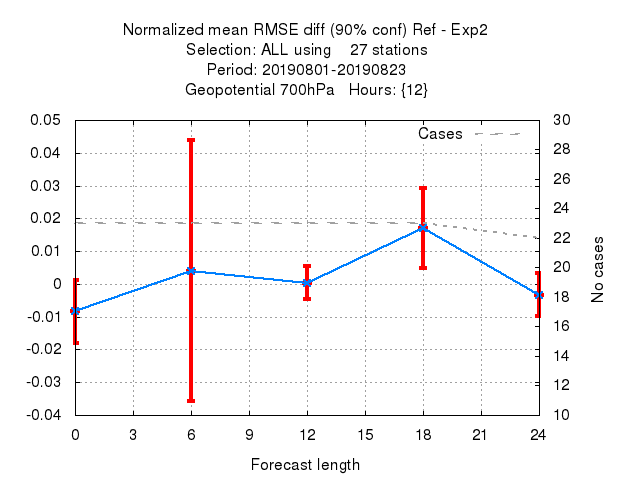 Normalized mean RMSE diff (90% conf) Ref - Exp2
Selection: ALL using    27 stations
Period: 20190801-20190823
Geopotential 700hPa   Hours: {12}
Cases
0.05
0.04
0.03
0.02
0.01
0
-0.01
-0.02
-0.03
-0.04
30
28
26
24
22
20
18
16
14
12
10
No cases
0 3 6 9 12 15 18 21 24
Forecast length